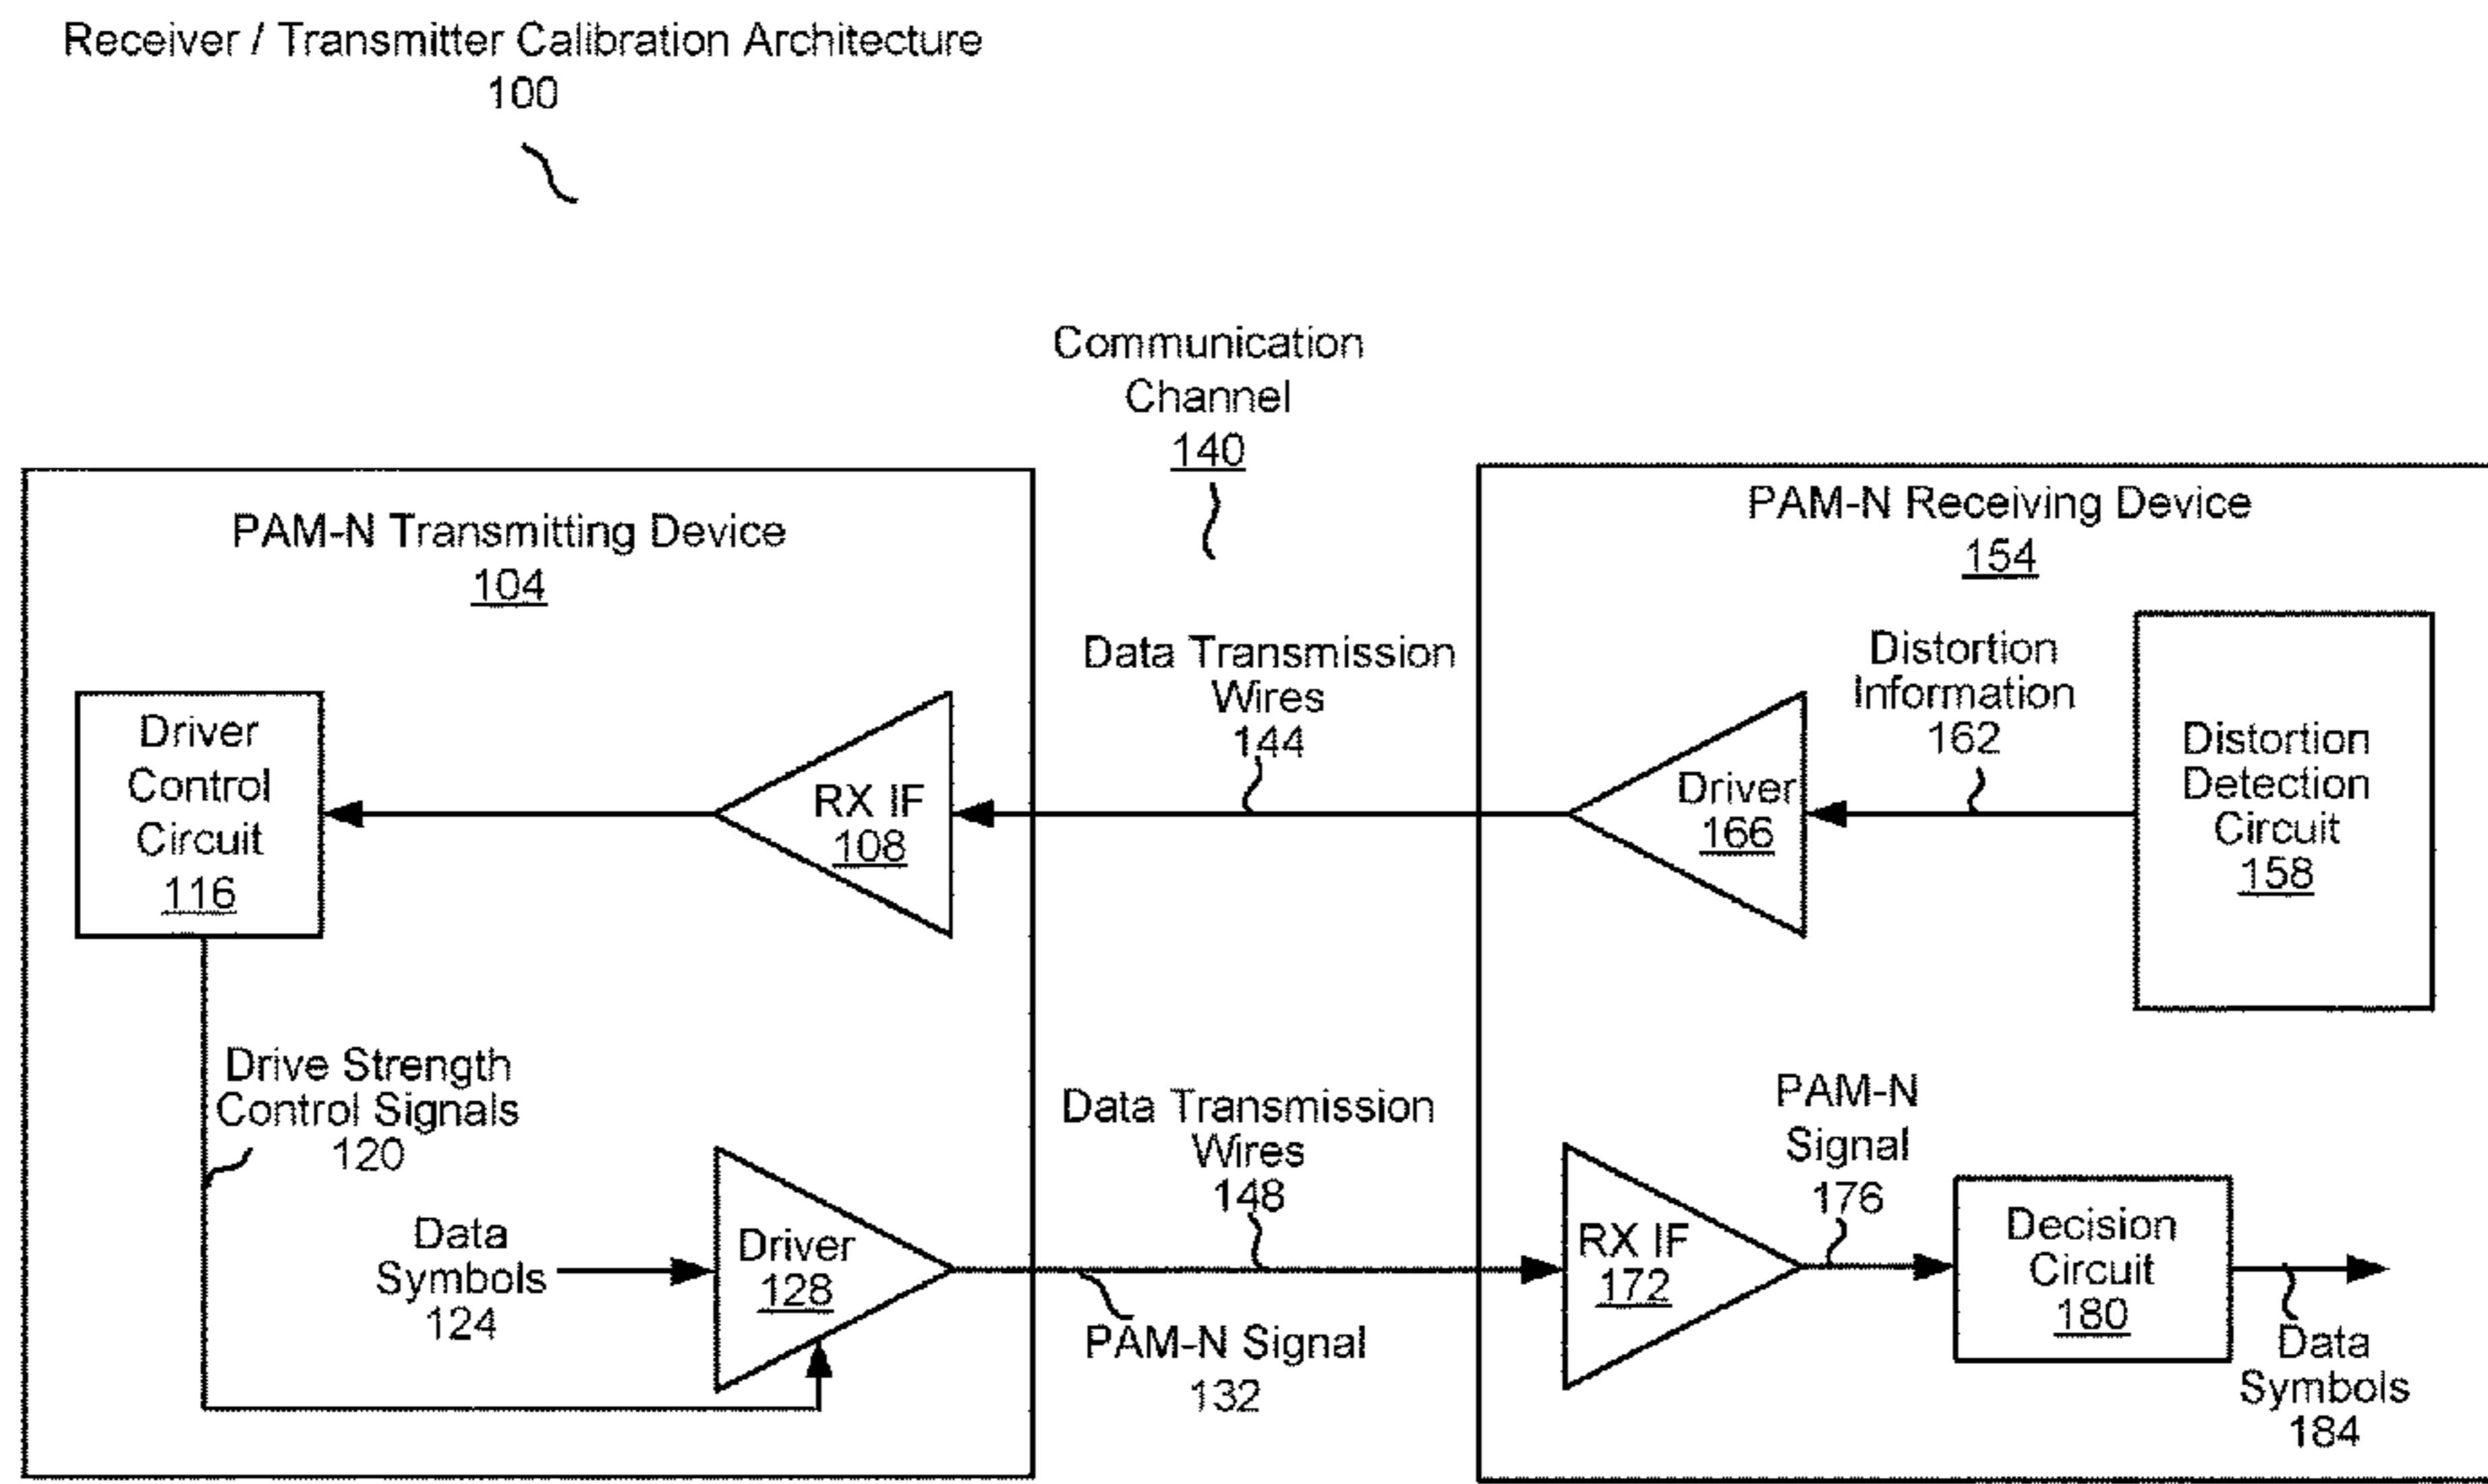 Receiver / Transmitter Calibration Architecture
100
Communication
Channel
140
PAM-N Transmitting Device
104
PAM-N Receiving Device
154
Driver
Control
Circuit
116
RX IF
108
Data Transmission
Wires
144
Driver
166
Distortion
Information
162
Distortion
Detection
Circuit
158
Drive Strength
Control Signals
120
Data
Symbols
124
Driver
128
Data Transmission
Wires
148
PAM-N Signal
132
RX IF
172
PAM-N
Signal
176
Decision
Circuit
180
Data
Symbols
184